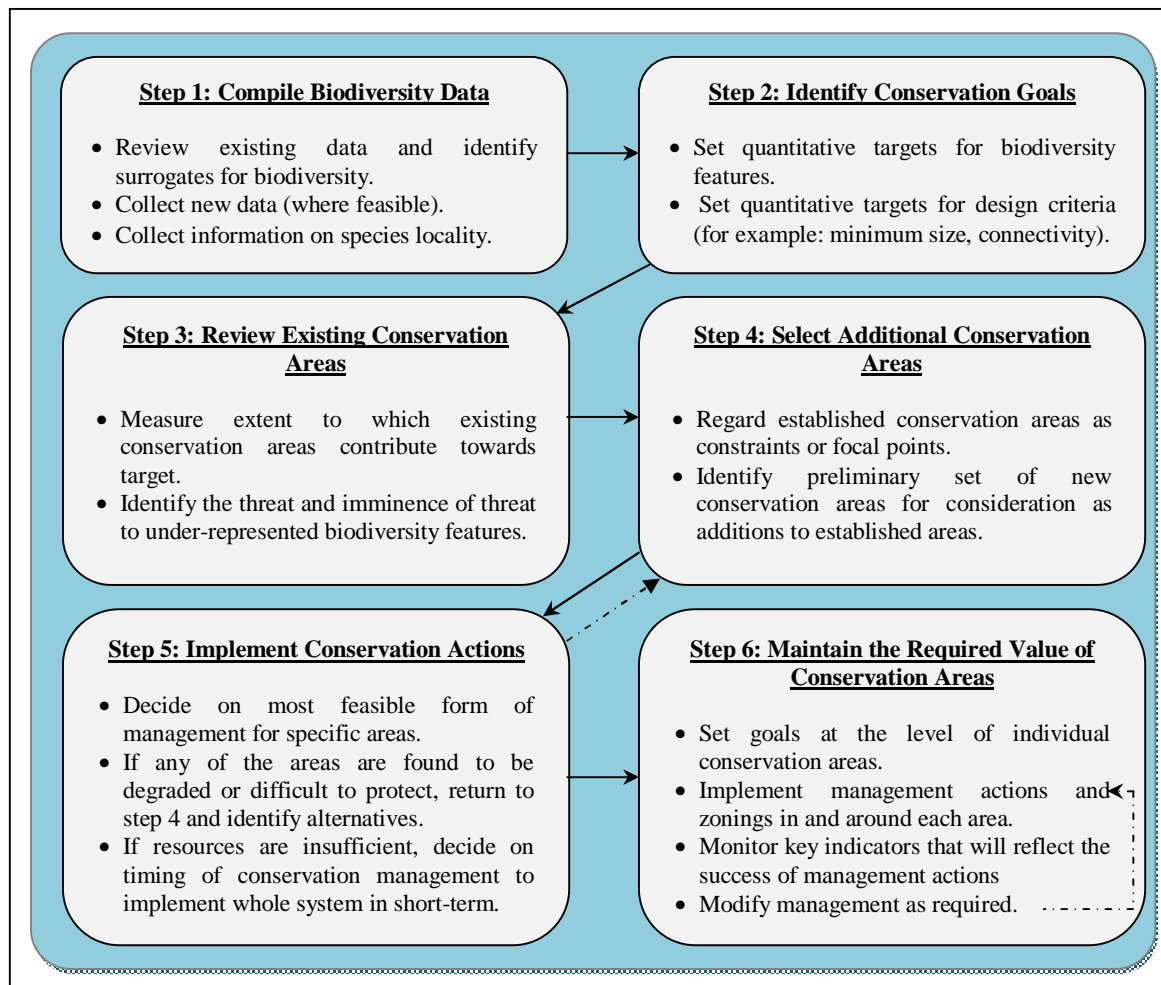 Step 1: Compile Biodiversity Data
• Review existing data and identify
surrogates for biodiversity.
• Collect new data (where feasible).
• Collect information on species locality.
Step 2: Identify Conservation Goals
• Set quantitative targets for biodiversity
features.
• Set quantitative targets for design criteria
(for example: minimum size, connectivity).
Step 3: Review Existing Conservation
Areas
• Measure extent to which existing
conservation areas contribute towards
target.
• Identify the threat and imminence of threat
to under-represented biodiversity features.
Step 4: Select Additional Conservation
Areas
• Regard established conservation areas as
constraints or focal points.
• Identify preliminary set of new
conservation areas for consideration as
additions to established areas.
Step 5: Implement Conservation Actions
• Decide on most feasible form of
management for specific areas.
• If any of the areas are found to be
degraded or difficult to protect, return to
step 4 and identify alternatives.
• If resources are insufficient, decide on
timing of conservation management to
implement whole system in short-term.
Step 6: Maintain the Required Value of
Conservation Areas
• Set goals at the level of individual
conservation areas.
• Implement management actions and
zonings in and around each area.
• Monitor key indicators that will reflect the
success of management actions
• Modify management as required.